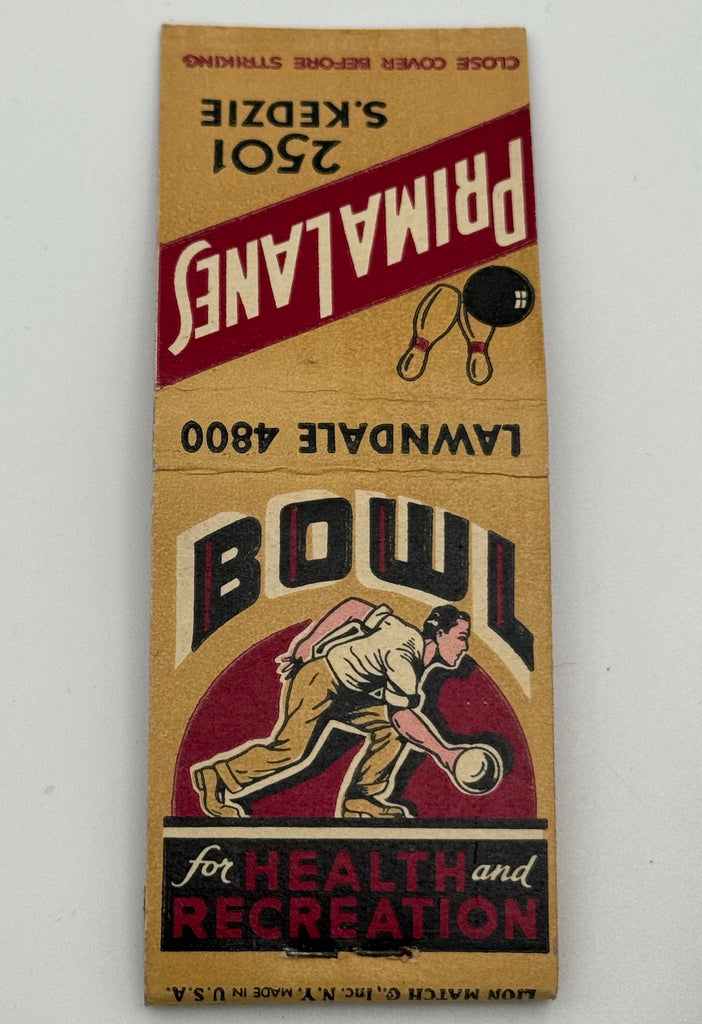 CLOSE COVER BEFORE STRIKING
2501
S. KEDZIE
PRIMA LANES
LAWNDALE 4800
BOWL
for HEALTH and
RECREATION
LION MATCH Co., INC. N.Y. MADE IN U.S.A.